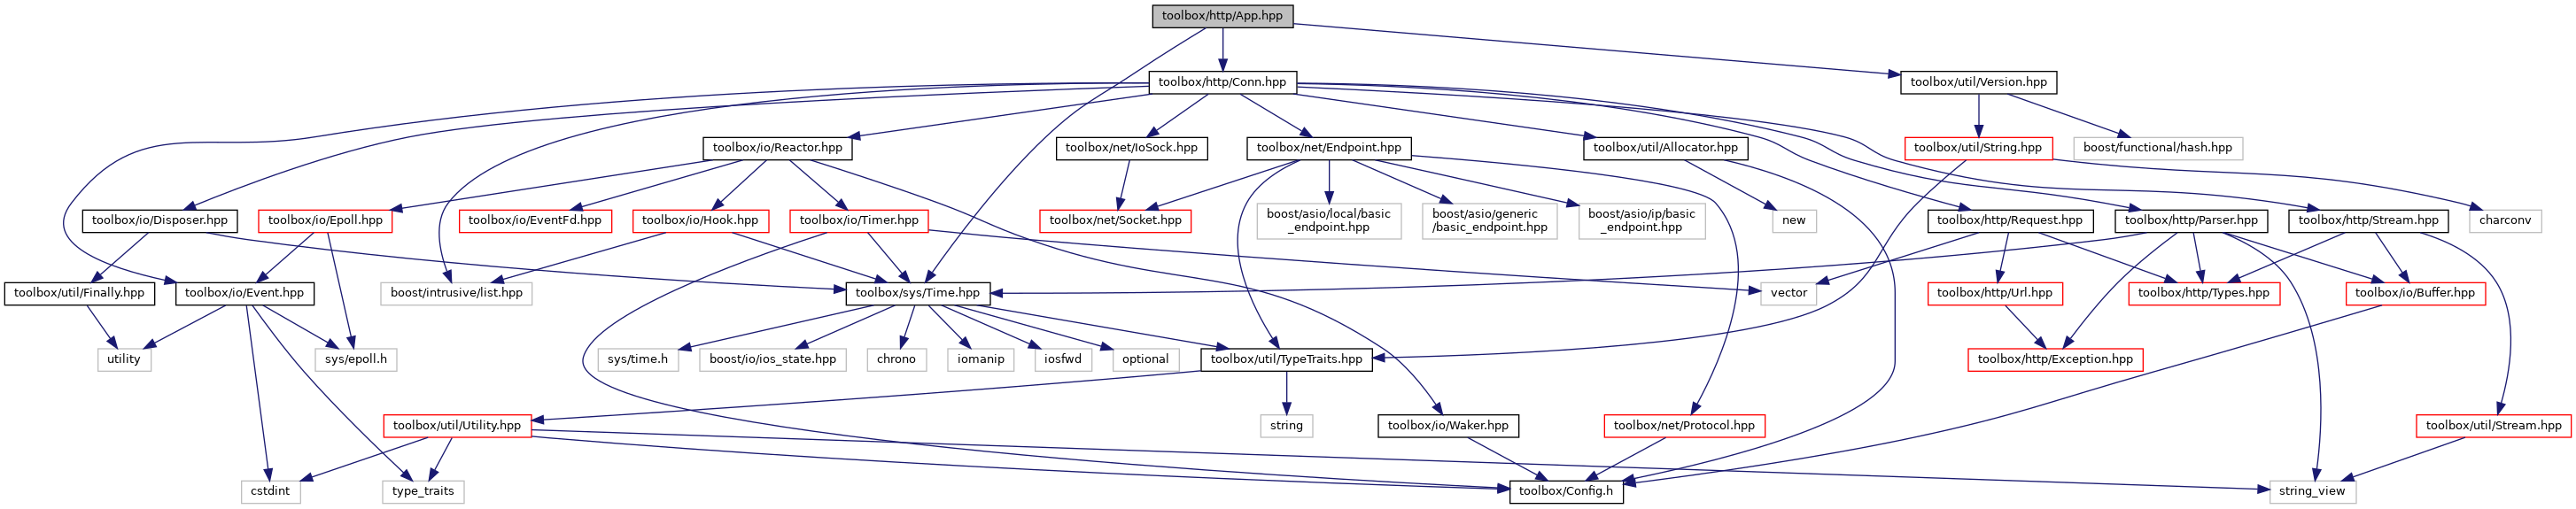 toolbox/http/App.hpp
toolbox/http/Conn.hpp
toolbox/util/Version.hpp
toolbox/io/Reactor.hpp
toolbox/net/IoSock.hpp
toolbox/net/Endpoint.hpp
toolbox/util/Allocator.hpp
toolbox/util/String.hpp
boost/functional/hash.hpp
toolbox/io/Disposer.hpp
toolbox/io/Epoll.hpp
toolbox/io/EventFd.hpp
toolbox/io/Hook.hpp
toolbox/io/Timer.hpp
toolbox/net/Socket.hpp
boost/asio/local/basic
_endpoint.hpp
boost/asio/generic
/basic_endpoint.hpp
boost/asio/ip/basic
_endpoint.hpp
new
toolbox/http/Request.hpp
toolbox/http/Parser.hpp
toolbox/http/Stream.hpp
charconv
toolbox/util/Finally.hpp
toolbox/io/Event.hpp
boost/intrusive/list.hpp
toolbox/sys/Time.hpp
vector
toolbox/http/Url.hpp
toolbox/http/Types.hpp
toolbox/io/Buffer.hpp
utility
sys/epoll.h
sys/time.h
boost/io/ios_state.hpp
chrono
iomanip
iosfwd
optional
toolbox/util/TypeTraits.hpp
toolbox/http/Exception.hpp
toolbox/util/Utility.hpp
string
toolbox/io/Waker.hpp
toolbox/net/Protocol.hpp
toolbox/util/Stream.hpp
cstdint
type_traits
toolbox/Config.h
string_view